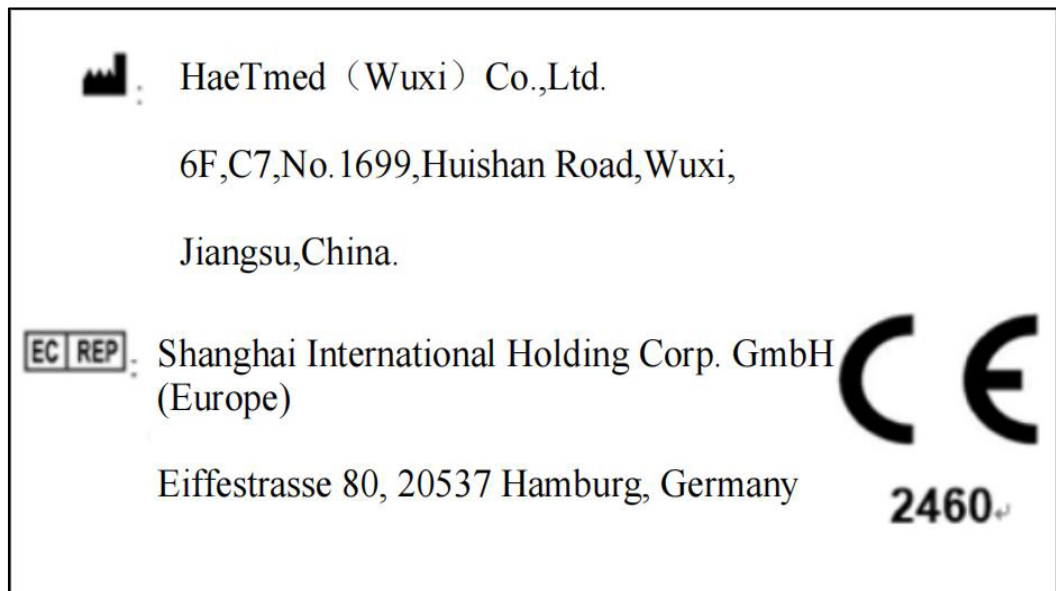 : HaeTmed（Wuxi）Co.,Ltd.
6F,C7,No.1699,Huishan Road,Wuxi,
Jiangsu,China.
EC REP : Shanghai International Holding Corp. GmbH
(Europe)
Eiffestrasse 80, 20537 Hamburg, Germany
CE
2460↵